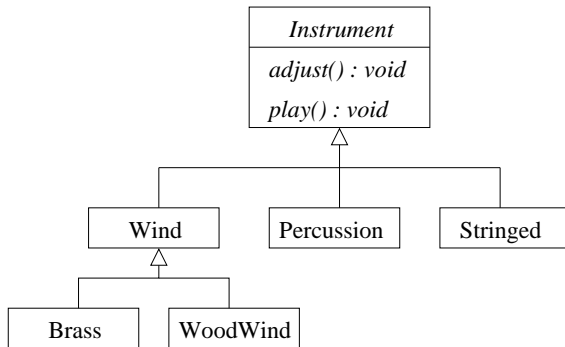 Instrument
adjust() : void
play() : void
Wind
Percussion
Stringed
Brass
WoodWind